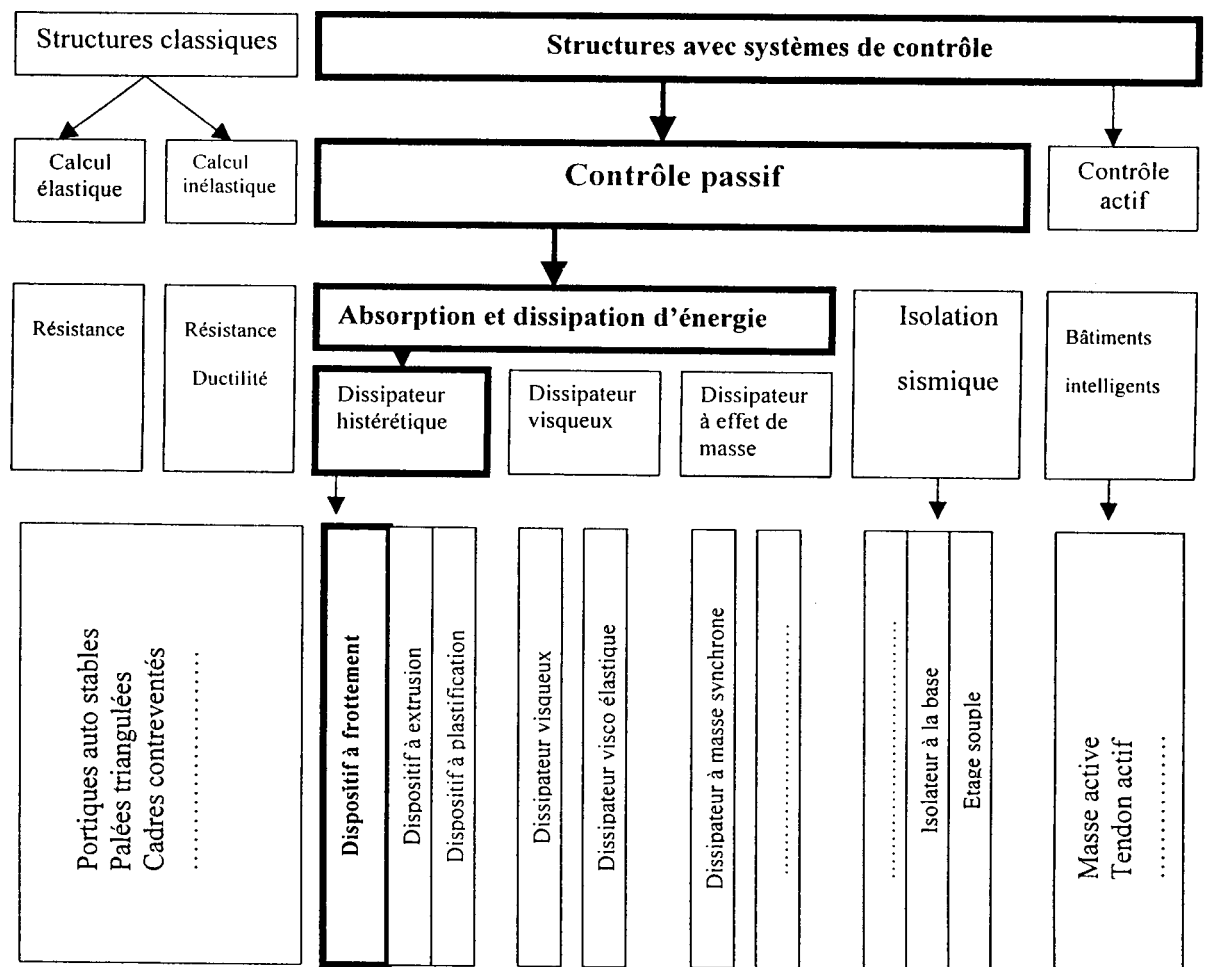 Structures classiques
Structures avec systèmes de contrôle
Calcul
élastique
Calcul
inélastique
Contrôle passif
Contrôle
actif
Résistance
Résistance
Ductilité
Absorption et dissipation d’énergie
Isolation
sismique
Bâtiments
intelligents
Dissipateur
histérétique
Dissipateur
visqueux
Dissipateur
à effet de
masse
Portiques auto stables
Palées triangulées
Cadres contreventés
....................
Dispositif à frottement
Dispositif à extrusion
Dispositif à plastification
Dissipateur visqueux
Dissipateur visco élastique
Dissipateur à masse synchrone
....................
....................
Isolateur à la base
Etage souple
Masse active
Tendon actif
....................